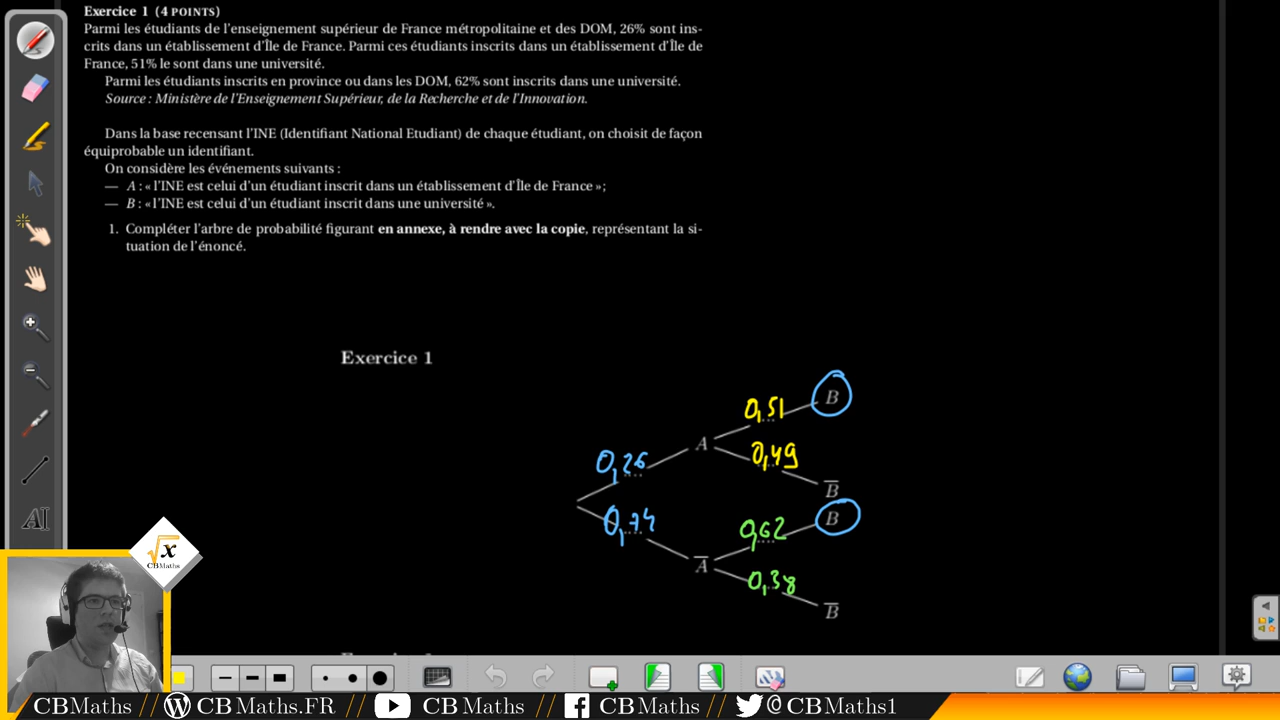 Exercice 1 (4 POINTS)
Parmi les étudiants de l'enseignement supérieur de France métropolitaine et des DOM, 26% sont ins-
crits dans un établissement d'Île de France. Parmi ces étudiants inscrits dans un établissement d'Île de
France, 51% le sont dans une université.
Parmi les étudiants inscrits en province ou dans les DOM, 62% sont inscrits dans une université.
Source : Ministère de l'Enseignement Supérieur, de la Recherche et de l'Innovation.
Dans la base recensant l'INE (Identifiant National Etudiant) de chaque étudiant, on choisit de façon
équiprobable un identifiant.
On considère les événements suivants :
— A : « l'INE est celui d'un étudiant inscrit dans un établissement d'Île de France » ;
— B : « l'INE est celui d'un étudiant inscrit dans une université ».
1. Compléter l'arbre de probabilité figurant en annexe, à rendre avec la copie, représentant la si-
tuation de l'énoncé.
Exercice 1
0,51
B
0,26
A
0,49
B̅
0,74
0,62
B
A̅
0,38
B̅
AI
√x
CBMaths
CBMaths
CBMaths.FR
CBMaths
CBMaths
@CBMaths1